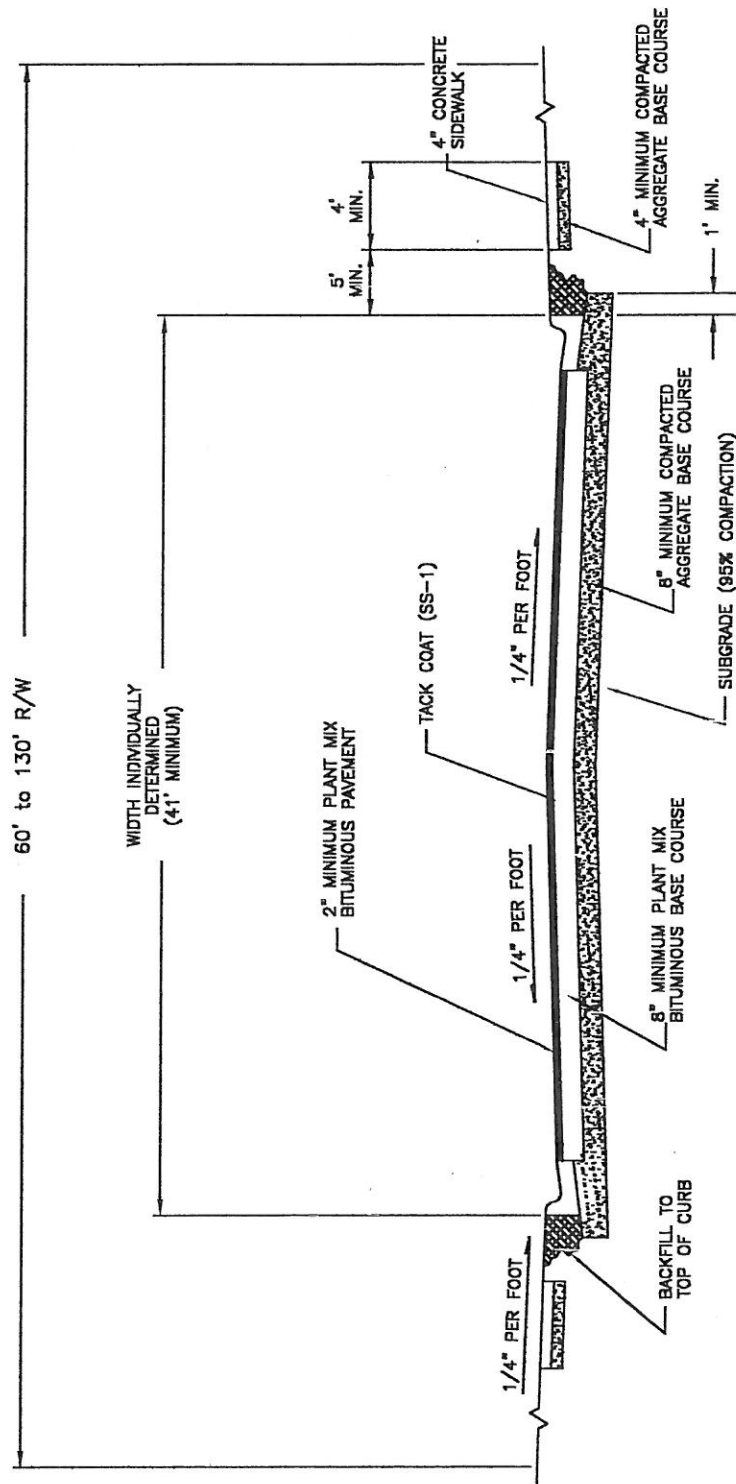 60' to 130' R/W
WIDTH INDIVIDUALLY
DETERMINED
(41' MINIMUM)
5'
MIN.
4'
MIN.
4" CONCRETE
SIDEWALK
2" MINIMUM PLANT MIX
BITUMINOUS PAVEMENT
TACK COAT (SS-1)
1/4" PER FOOT
1/4" PER FOOT
1/4" PER FOOT
4" MINIMUM COMPACTED
AGGREGATE BASE COURSE
1' MIN.
BACKFILL TO
TOP OF CURB
8" MINIMUM PLANT MIX
BITUMINOUS BASE COURSE
8" MINIMUM COMPACTED
AGGREGATE BASE COURSE
SUBGRADE (95% COMPACTION)